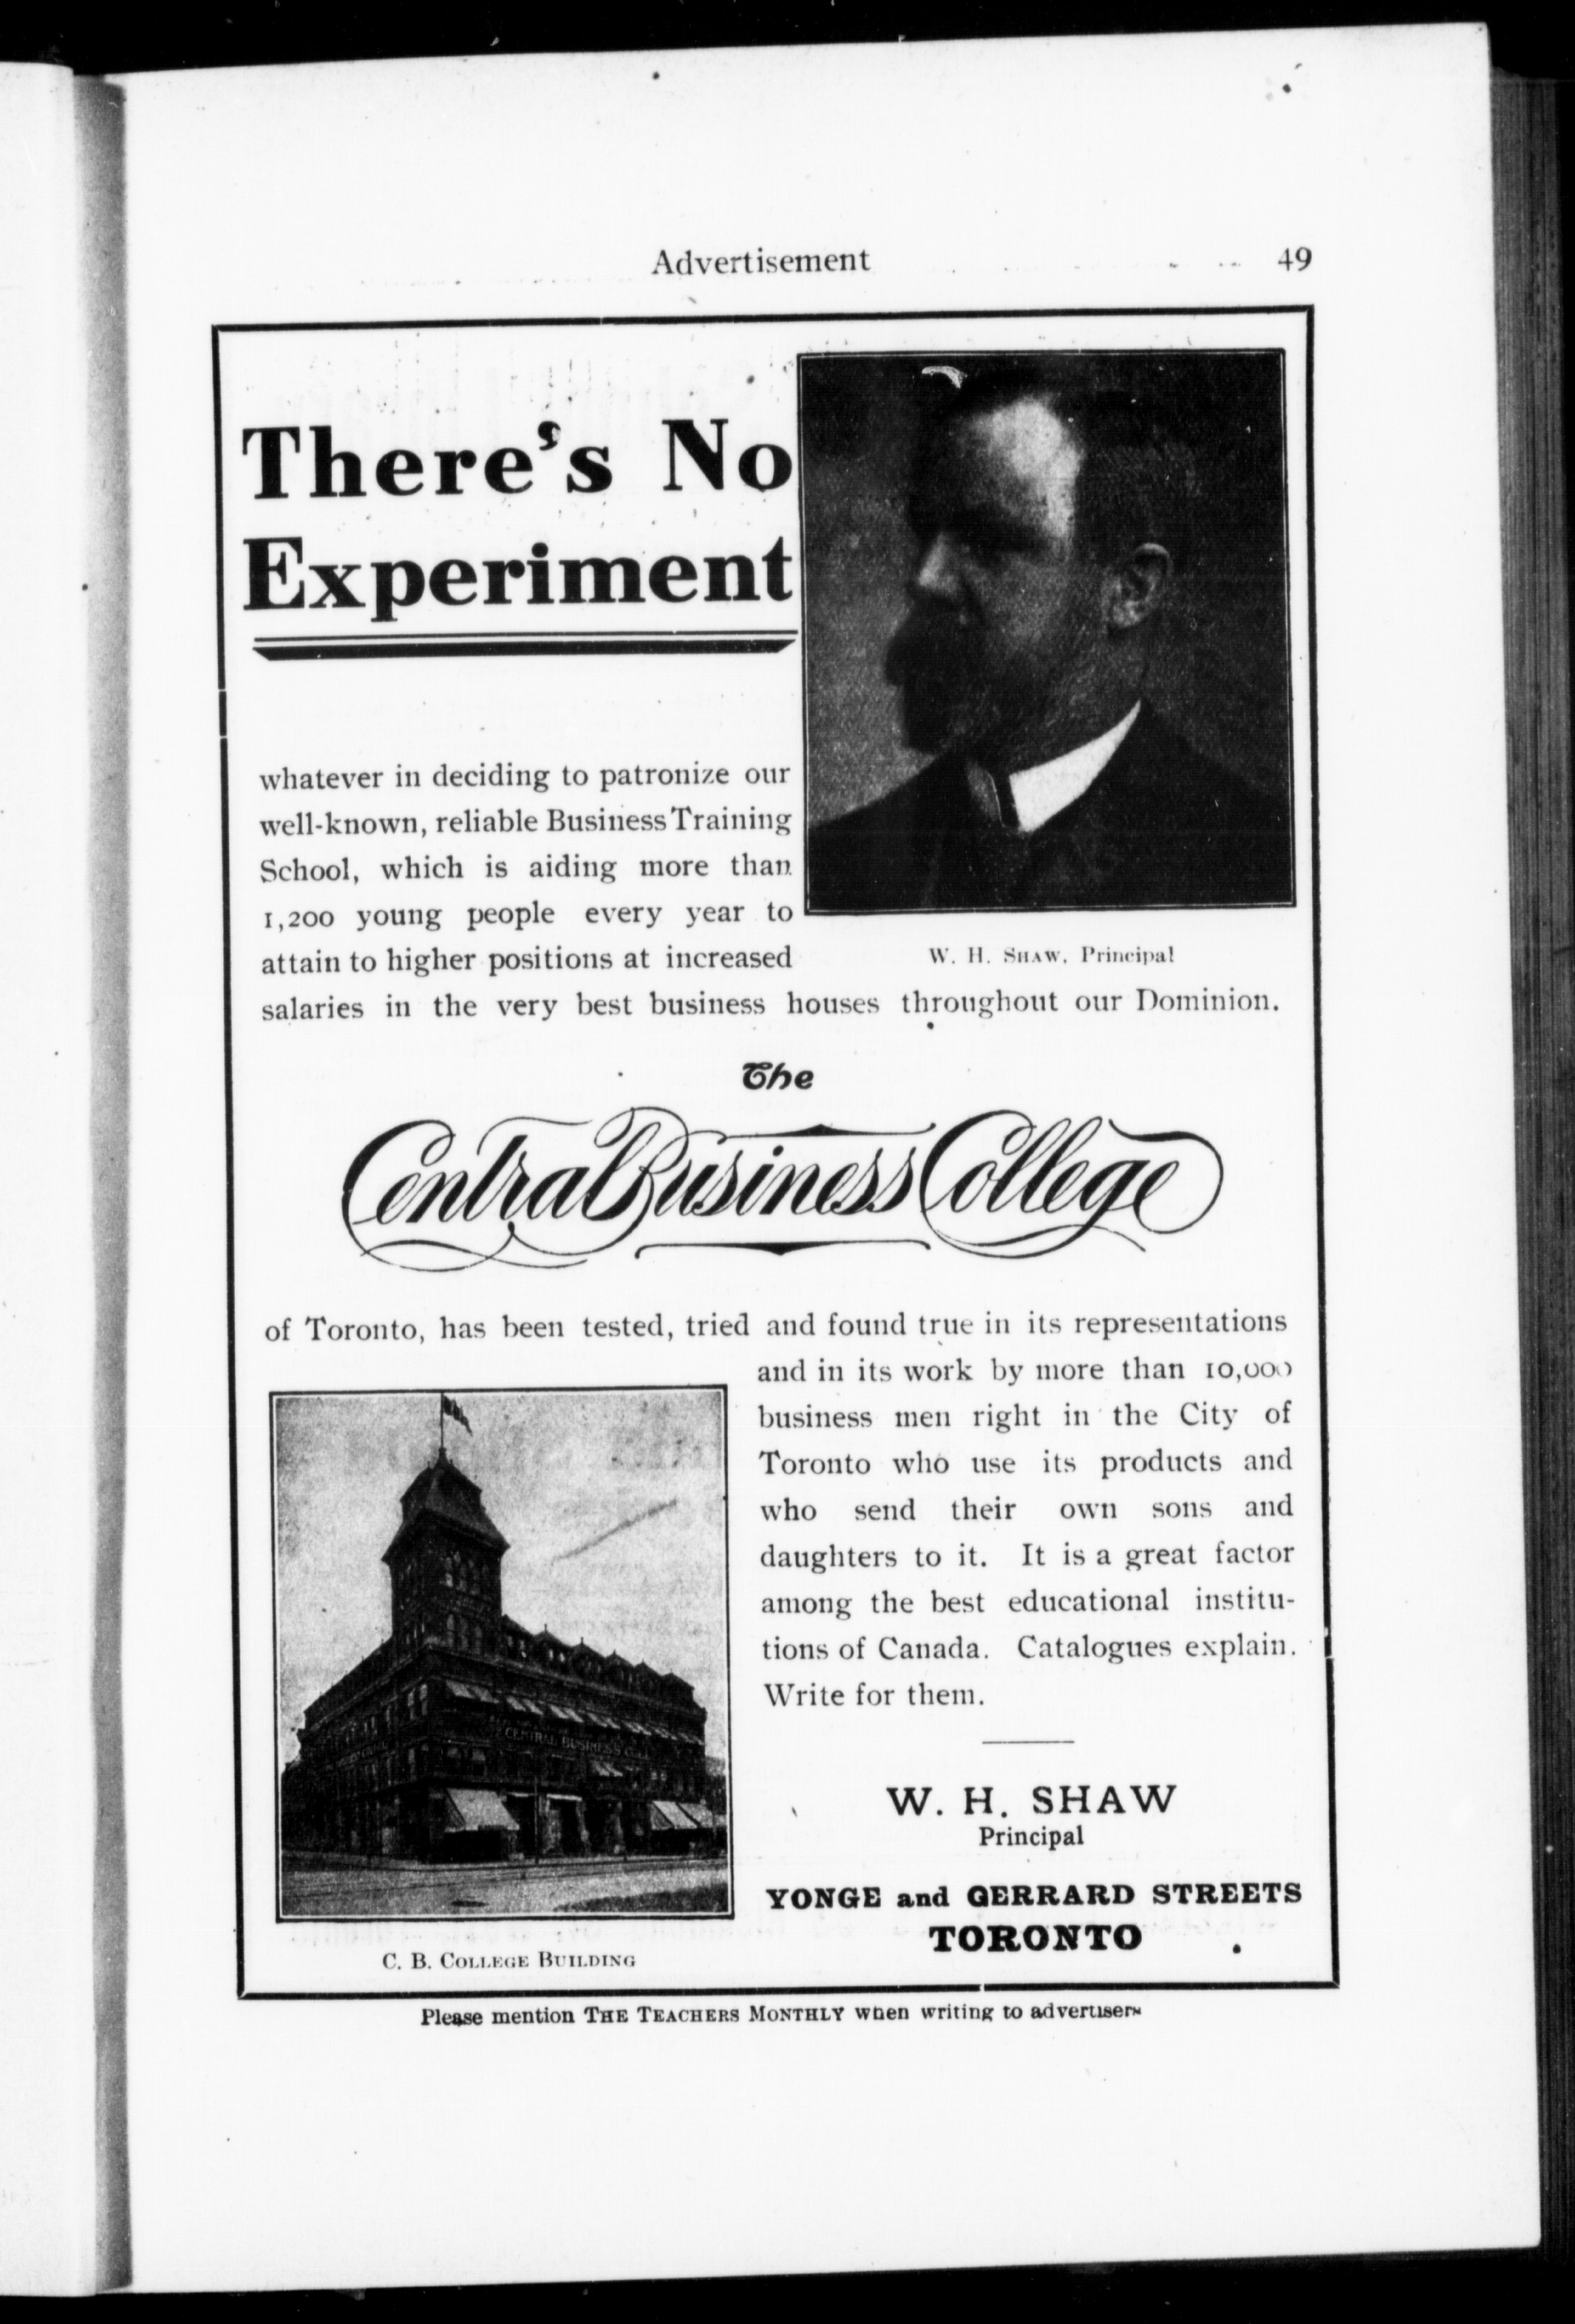 Advertisement 49
There's No
Experiment
whatever in deciding to patronize our
well-known, reliable Business Training
School, which is aiding more than
1,200 young people every year to
attain to higher positions at increased
W. H. SHAW, Principal
salaries in the very best business houses throughout our Dominion.
The
Central Business College
of Toronto, has been tested, tried and found true in its representations
and in its work by more than 10,000
business men right in the City of
Toronto who use its products and
who send their own sons and
daughters to it. It is a great factor
among the best educational institu-
tions of Canada. Catalogues explain.
Write for them.
CENTRAL BUSINESS
W. H. SHAW
Principal
YONGE and GERRARD STREETS
TORONTO
C. B. COLLEGE BUILDING
Please mention THE TEACHERS MONTHLY when writing to advertisers